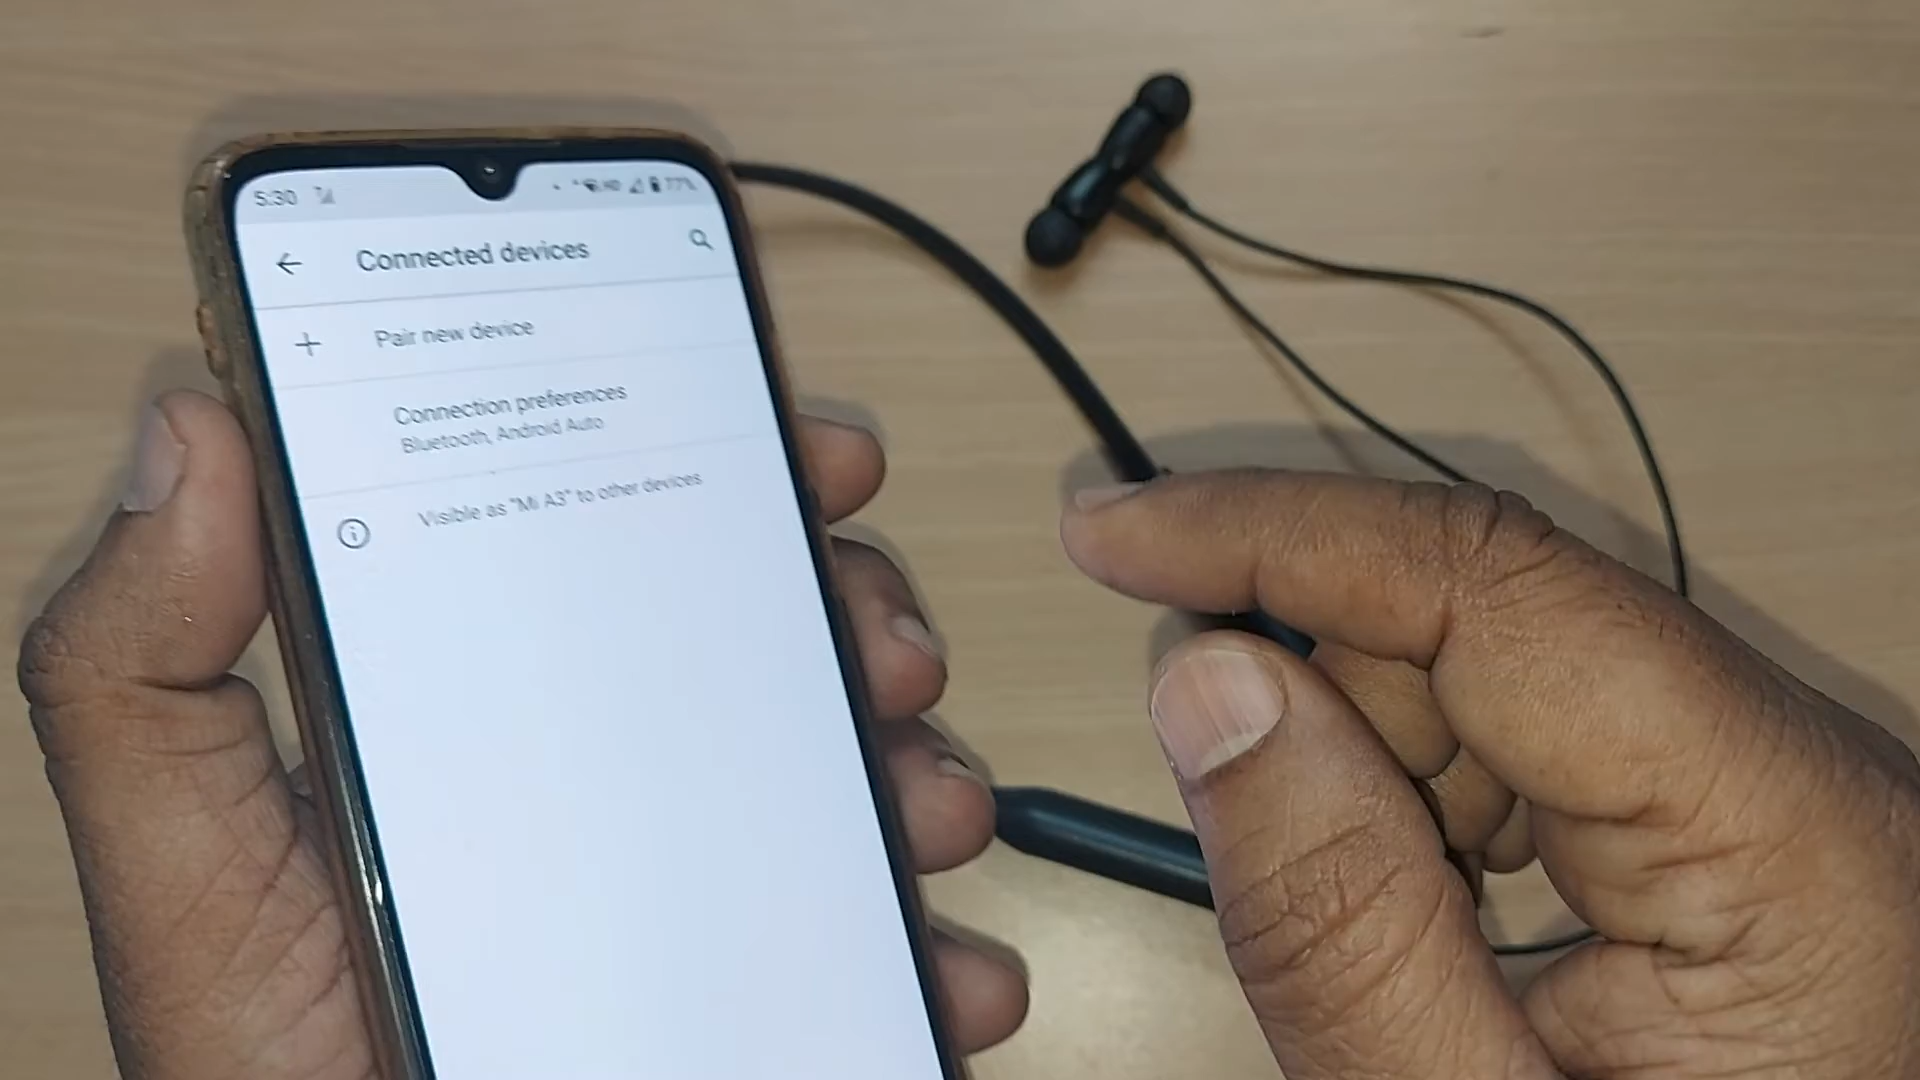 5:30 77%
Connected devices
Pair new device
Connection preferences
Bluetooth, Android Auto
Visible as "Mi A3" to other devices